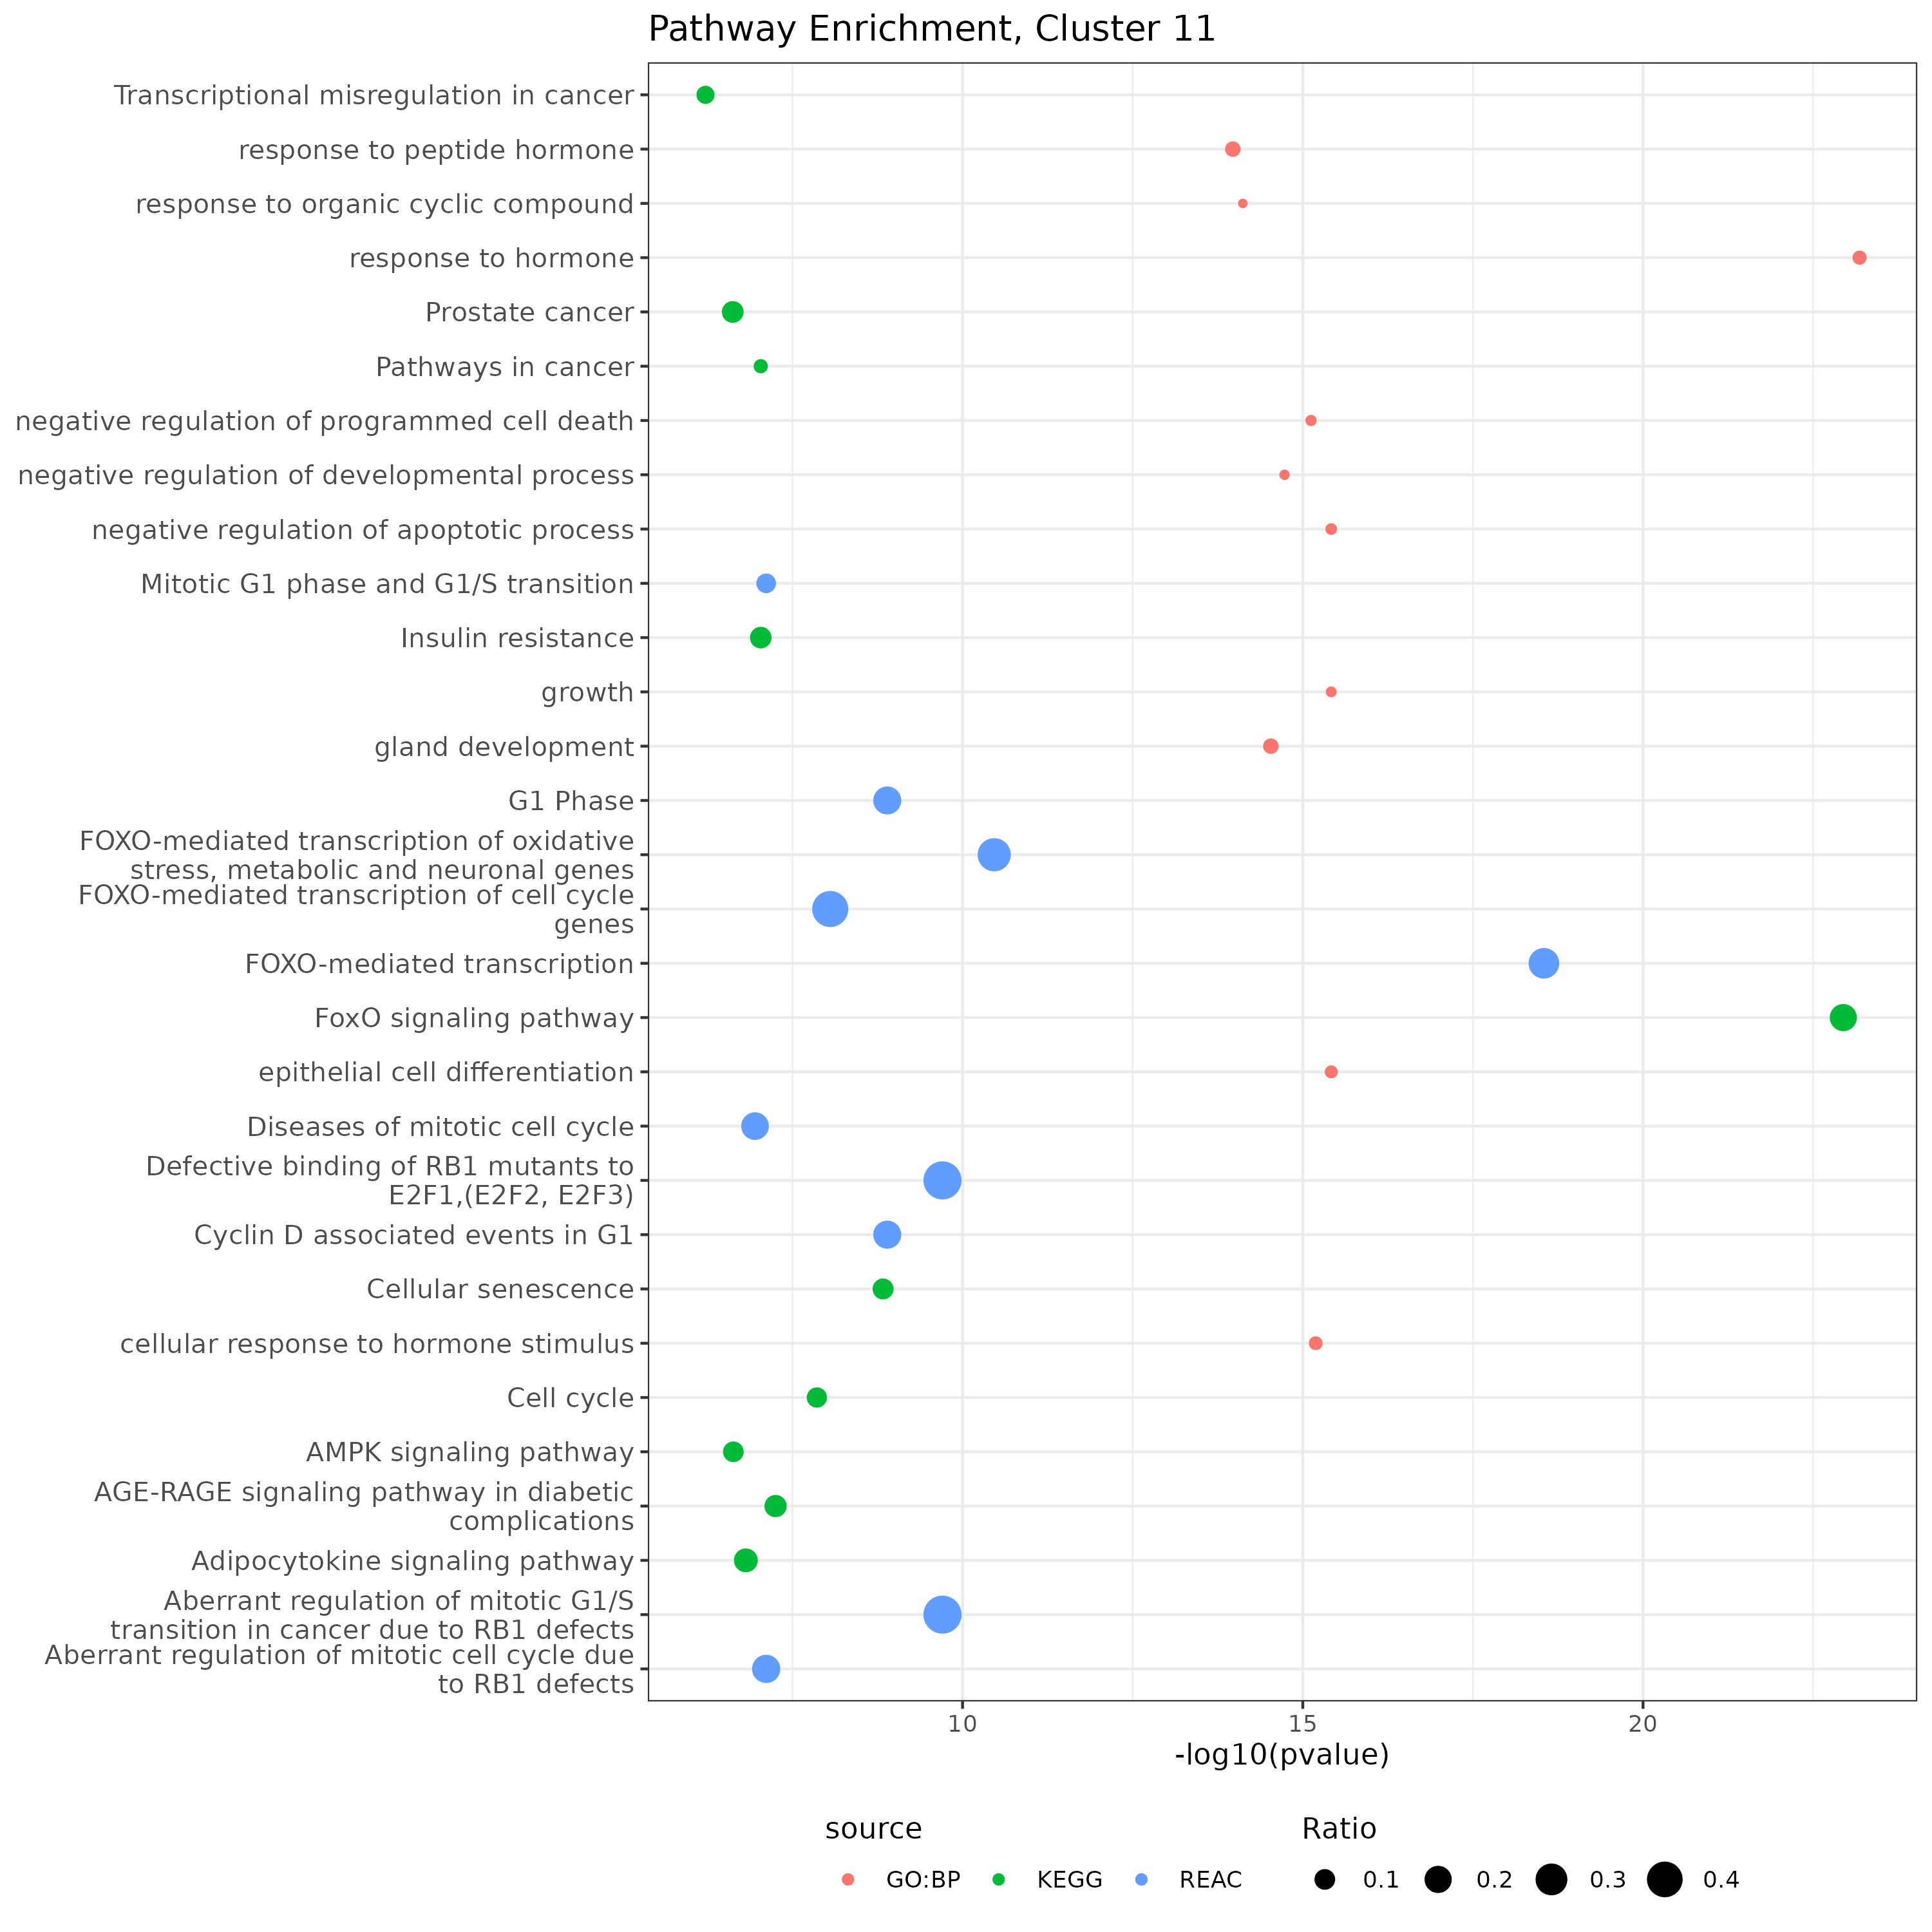 Pathway Enrichment, Cluster 11
Transcriptional misregulation in cancer
response to peptide hormone
response to organic cyclic compound
response to hormone
Prostate cancer
Pathways in cancer
negative regulation of programmed cell death
negative regulation of developmental process
negative regulation of apoptotic process
Mitotic G1 phase and G1/S transition
Insulin resistance
growth
gland development
G1 Phase
FOXO-mediated transcription of oxidative
stress, metabolic and neuronal genes
FOXO-mediated transcription of cell cycle
genes
FOXO-mediated transcription
FoxO signaling pathway
epithelial cell differentiation
Diseases of mitotic cell cycle
Defective binding of RB1 mutants to
E2F1,(E2F2, E2F3)
Cyclin D associated events in G1
Cellular senescence
cellular response to hormone stimulus
Cell cycle
AMPK signaling pathway
AGE-RAGE signaling pathway in diabetic
complications
Adipocytokine signaling pathway
Aberrant regulation of mitotic G1/S
transition in cancer due to RB1 defects
Aberrant regulation of mitotic cell cycle due
to RB1 defects
10 15 20
-log10(pvalue)
source Ratio
GO:BP KEGG REAC 0.1 0.2 0.3 0.4